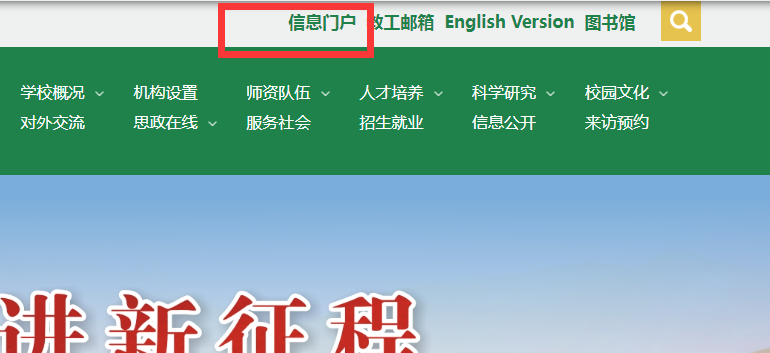 信息门户 教工邮箱 English Version 图书馆
学校概况 机构设置 师资队伍 人才培养 科学研究 校园文化
对外交流 思政在线 服务社会 招生就业 信息公开 来访预约
进新征程